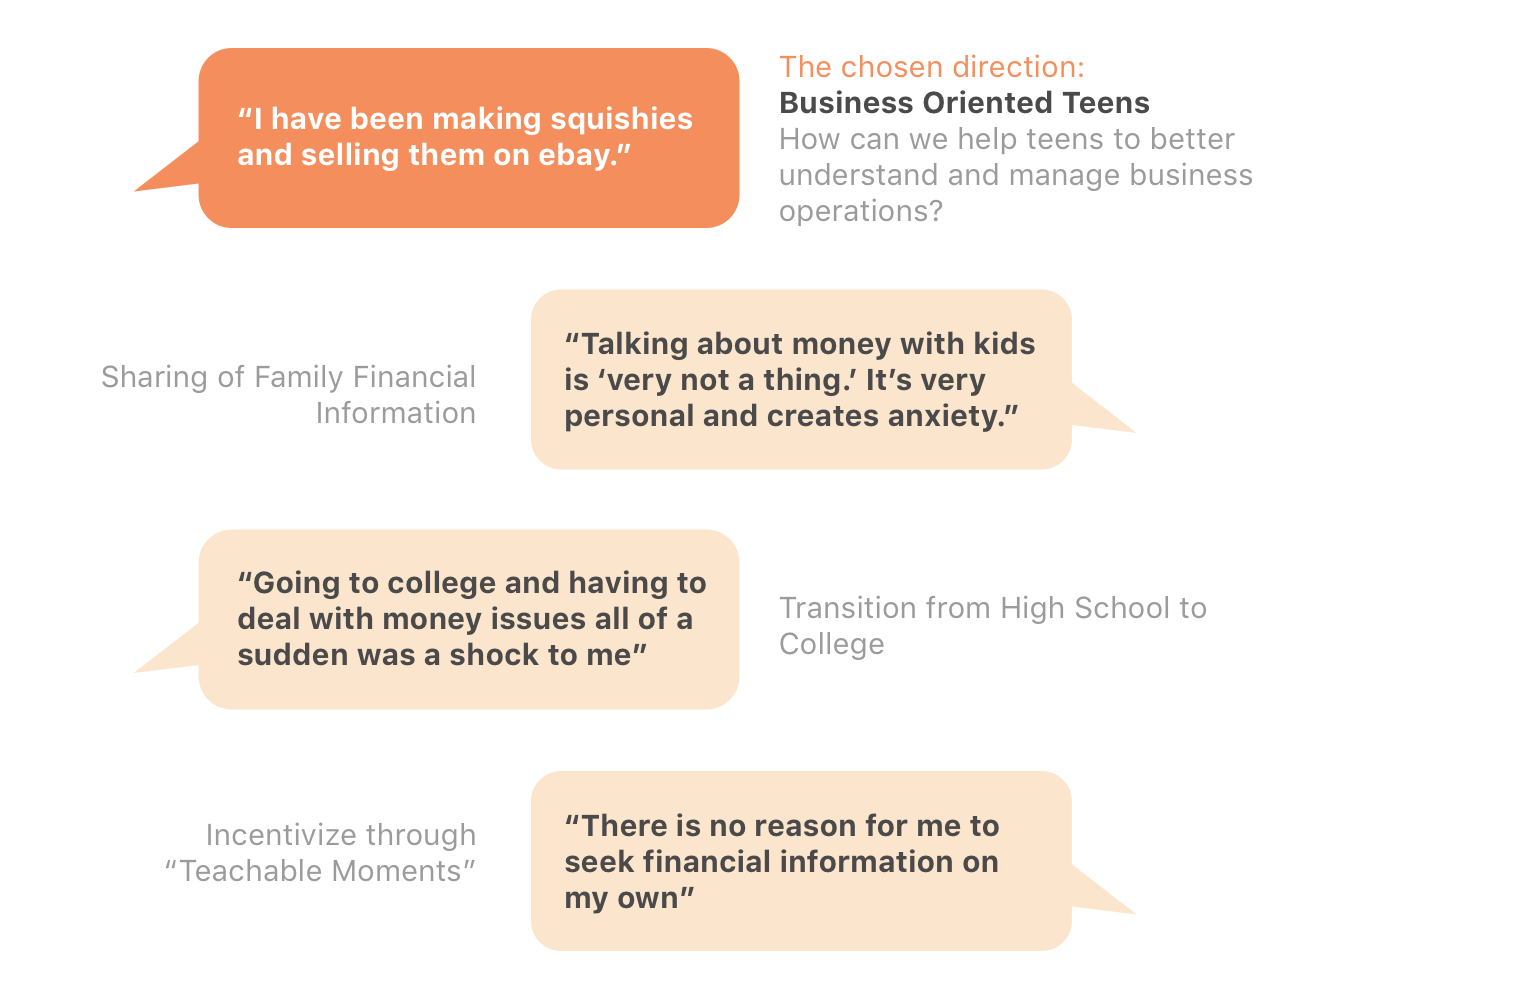 “I have been making squishies
and selling them on ebay.”
The chosen direction:
Business Oriented Teens
How can we help teens to better
understand and manage business
operations?
Sharing of Family Financial
Information
“Talking about money with kids
is ‘very not a thing.’ It’s very
personal and creates anxiety.”
“Going to college and having to
deal with money issues all of a
sudden was a shock to me”
Transition from High School to
College
Incentivize through
“Teachable Moments”
“There is no reason for me to
seek financial information on
my own”